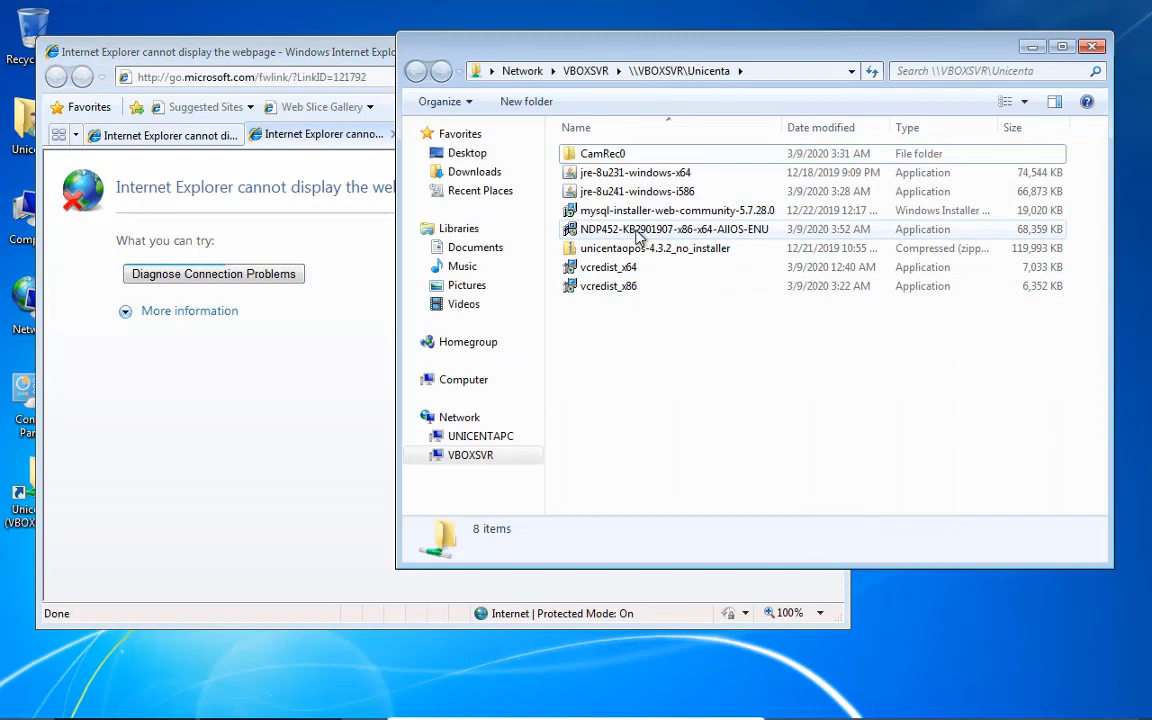 Recyc
Unic
Comp
Netw
Con
Pan
Unic
(VBOX
Internet Explorer cannot display the webpage - Windows Internet Explo
http://go.microsoft.com/fwlink/?LinkID=121792
Favorites
Suggested Sites
Web Slice Gallery
Internet Explorer cannot di...
Internet Explorer canno...
Internet Explorer cannot display the wel
What you can try:
Diagnose Connection Problems
More information
Done
Internet | Protected Mode: On
100%
Network
VBOXSVR
\\VBOXSVR\Unicenta
Search \\VBOXSVR\Unicenta
Organize
New folder
Favorites
Desktop
Downloads
Recent Places
Libraries
Documents
Music
Pictures
Videos
Homegroup
Computer
Network
UNICENTAPC
VBOXSVR
Name Date modified Type Size
CamRec0 3/9/2020 3:31 AM File folder
jre-8u231-windows-x64 12/18/2019 9:09 PM Application 74,544 KB
jre-8u241-windows-i586 3/9/2020 3:28 AM Application 66,873 KB
mysql-installer-web-community-5.7.28.0 12/22/2019 12:17 ... Windows Installer ... 19,020 KB
NDP452-KB2901907-x86-x64-AllOS-ENU 3/9/2020 3:52 AM Application 68,359 KB
unicentaopos-4.3.2_no_installer 12/21/2019 10:55 ... Compressed (zipp... 119,993 KB
vcredist_x64 3/9/2020 12:40 AM Application 7,033 KB
vcredist_x86 3/9/2020 3:22 AM Application 6,352 KB
8 items